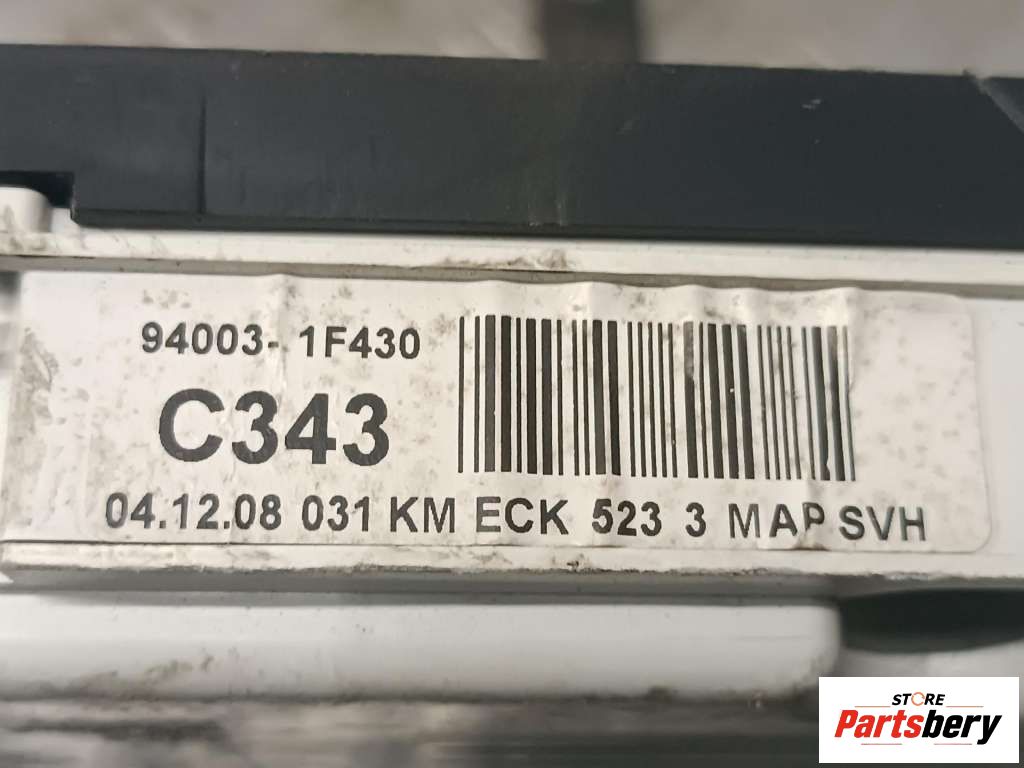 94003- 1F430
C343
04.12.08 031 KM ECK 523 3 MAP SVH
STORE
Partsbery